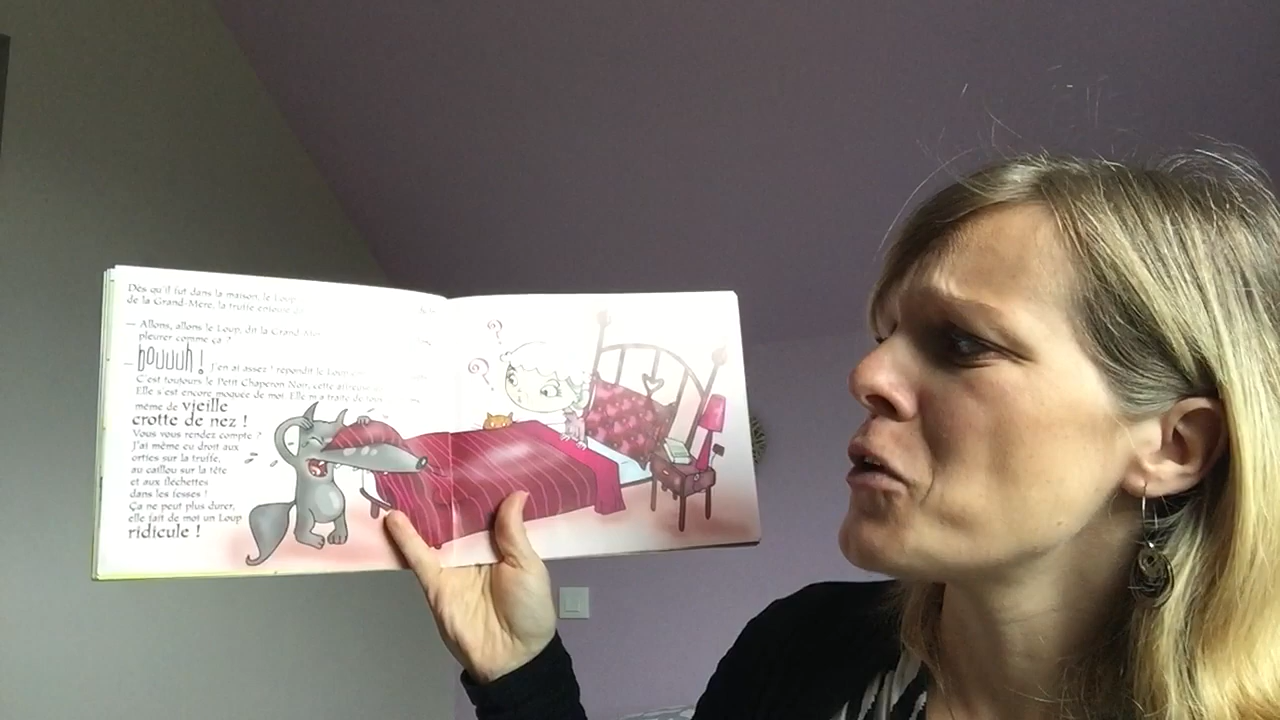 Dès qu'il fut dans la maison, le Loup
de la Grand-Mère, la truffe enfouie
— Allons, allons le Loup, dit la Grand-Mère
pleurer comme ça ?
— bouuuh ! J'en ai assez ! répondit le Loup
C'est toujours le Petit Chaperon Noir, cette affreuse
Elle s'est encore moquée de moi. Elle m'a traité de tous
même de vieille
crotte de nez !
Vous vous rendez compte ?
J'ai même eu droit aux
orties sur la truffe,
au caillou sur la tête
et aux fléchettes
dans les fesses !
Ça ne peut plus durer,
elle fait de moi un Loup
ridicule !
?
?